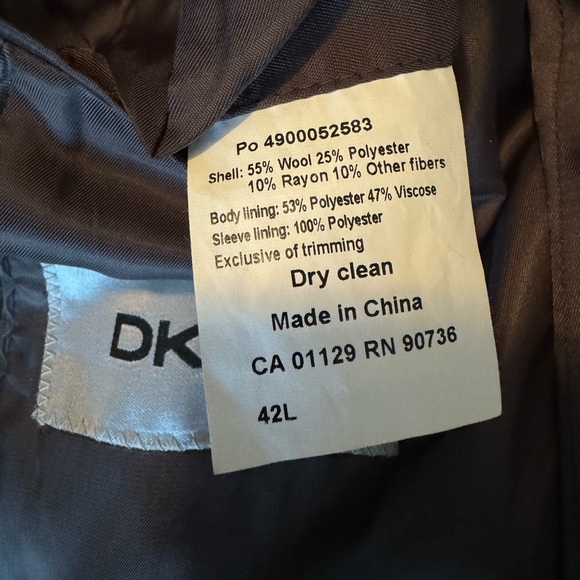 Po 4900052583
Shell: 55% Wool 25% Polyester
10% Rayon 10% Other fibers
Body lining: 53% Polyester 47% Viscose
Sleeve lining: 100% Polyester
Exclusive of trimming
Dry clean
Made in China
CA 01129 RN 90736
42L
DK